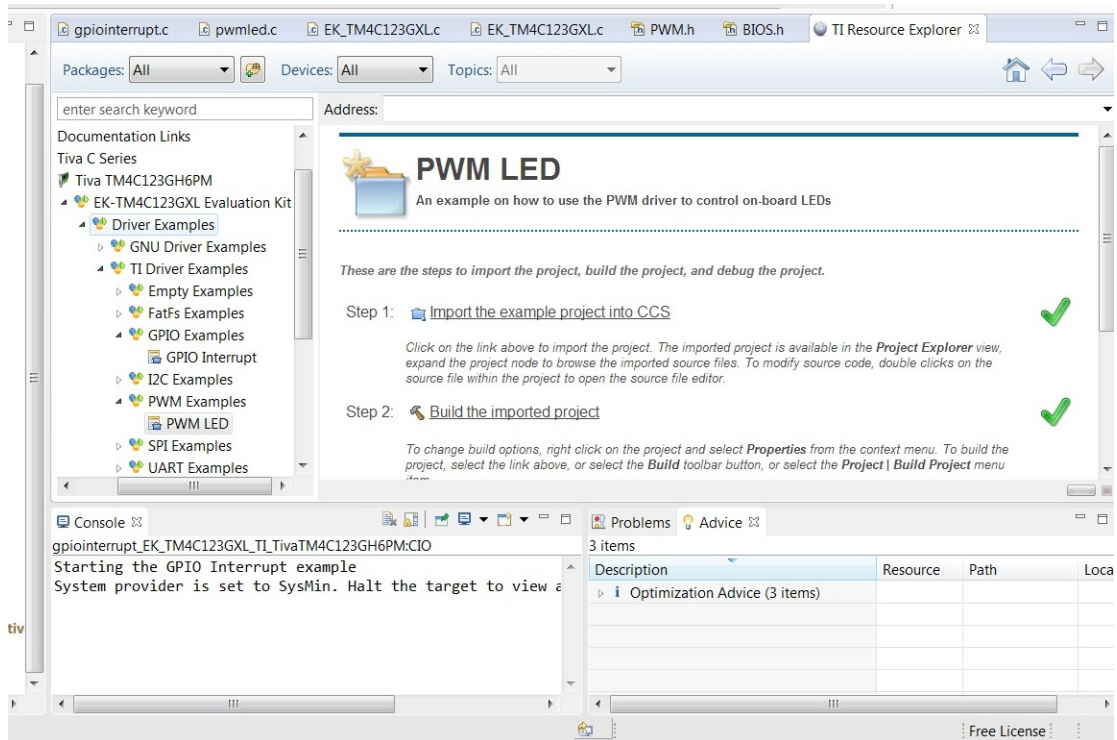 gpiointerrupt.c pwmled.c EK_TM4C123GXL.c EK_TM4C123GXL.c PWM.h BIOS.h TI Resource Explorer
Packages: All Devices: All Topics: All
enter search keyword
Address:
Documentation Links
Tiva C Series
Tiva TM4C123GH6PM
EK-TM4C123GXL Evaluation Kit
Driver Examples
GNU Driver Examples
TI Driver Examples
Empty Examples
FatFs Examples
GPIO Examples
GPIO Interrupt
I2C Examples
PWM Examples
PWM LED
SPI Examples
UART Examples
PWM LED
An example on how to use the PWM driver to control on-board LEDs
These are the steps to import the project, build the project, and debug the project.
Step 1: Import the example project into CCS
Click on the link above to import the project. The imported project is available in the Project Explorer view,
expand the project node to browse the imported source files. To modify source code, double clicks on the
source file within the project to open the source file editor.
Step 2: Build the imported project
To change build options, right click on the project and select Properties from the context menu. To build the
project, select the link above, or select the Build toolbar button, or select the Project | Build Project menu
item
Console
gpiointerrupt_EK_TM4C123GXL_TI_TivaTM4C123GH6PM:CIO
Starting the GPIO Interrupt example
System provider is set to SysMin. Halt the target to view a
Problems Advice
3 items
Description Resource Path Loca
i Optimization Advice (3 items)
tiv
Free License